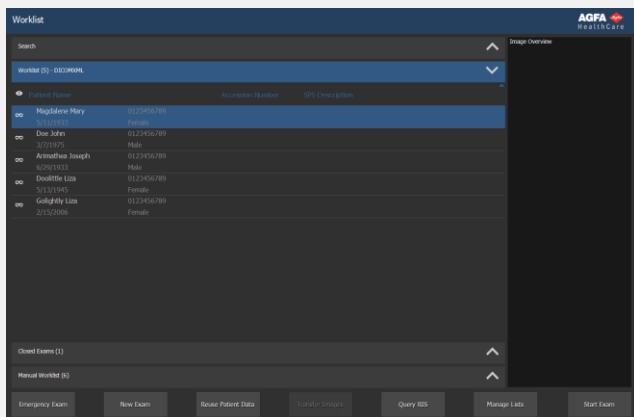 Worklist
AGFA
HealthCare
Search
Image Overview
Worklist (5) - DICOMXML
Patient Name Accession Number SPS Description
Magdalene Mary 0123456789
5/11/1933 Female
Doe John 0123456789
3/7/1975 Male
Arimathea Joseph 0123456789
6/29/1933 Male
Doolittle Liza 0123456789
5/13/1945 Female
Golightly Liza 0123456789
2/15/2006 Female
Closed Exams (1)
Manual Worklist (6)
Emergency Exam New Exam Reuse Patient Data Transfer Images Query RIS Manage Lists Start Exam